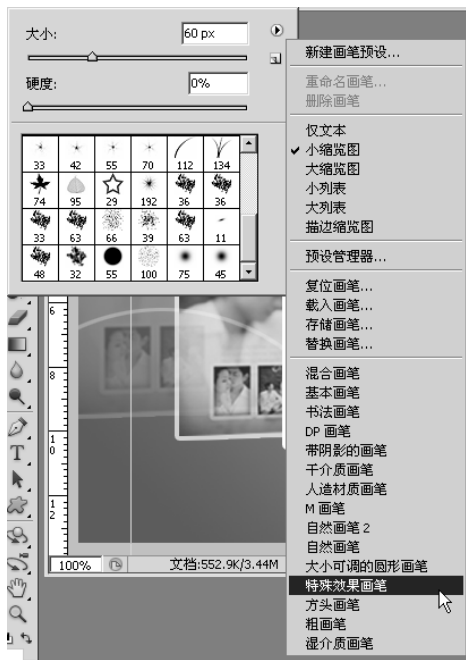 大小:
60 px
硬度:
0%
33 42 55 70 112 134
74 95 29 192 36 36
33 63 66 39 63 11
48 32 55 100 75 45
新建画笔预设...
重命名画笔...
删除画笔
仅文本
小缩览图
大缩览图
小列表
大列表
描边缩览图
预设管理器...
复位画笔...
载入画笔...
存储画笔...
替换画笔...
混合画笔
基本画笔
书法画笔
DP 画笔
带阴影的画笔
干介质画笔
人造材质画笔
M 画笔
自然画笔 2
自然画笔
大小可调的圆形画笔
特殊效果画笔
方头画笔
粗画笔
湿介质画笔
6
8
1
0
1
2
T
100%
文档:552.9K/3.44M